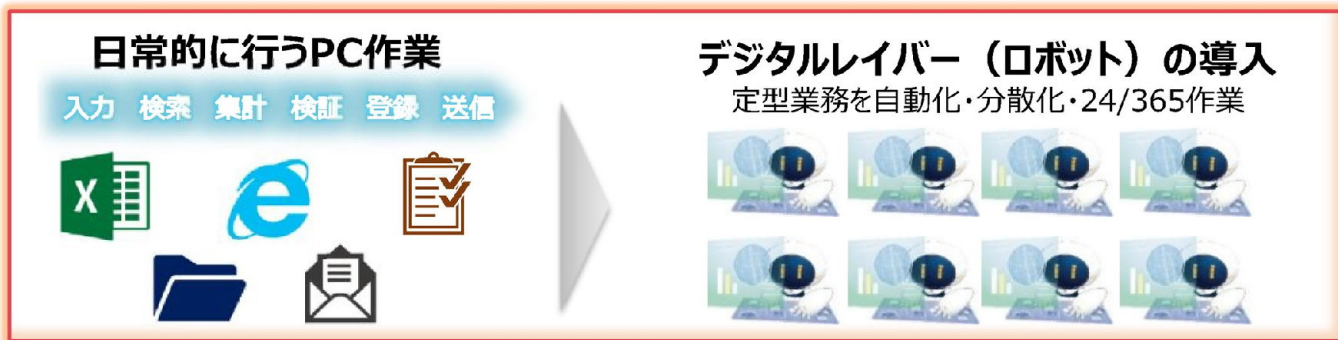 日常的に行うPC作業
入力 検索 集計 検証 登録 送信
X
デジタルレイバー（ロボット）の導入
定型業務を自動化・分散化・24/365作業